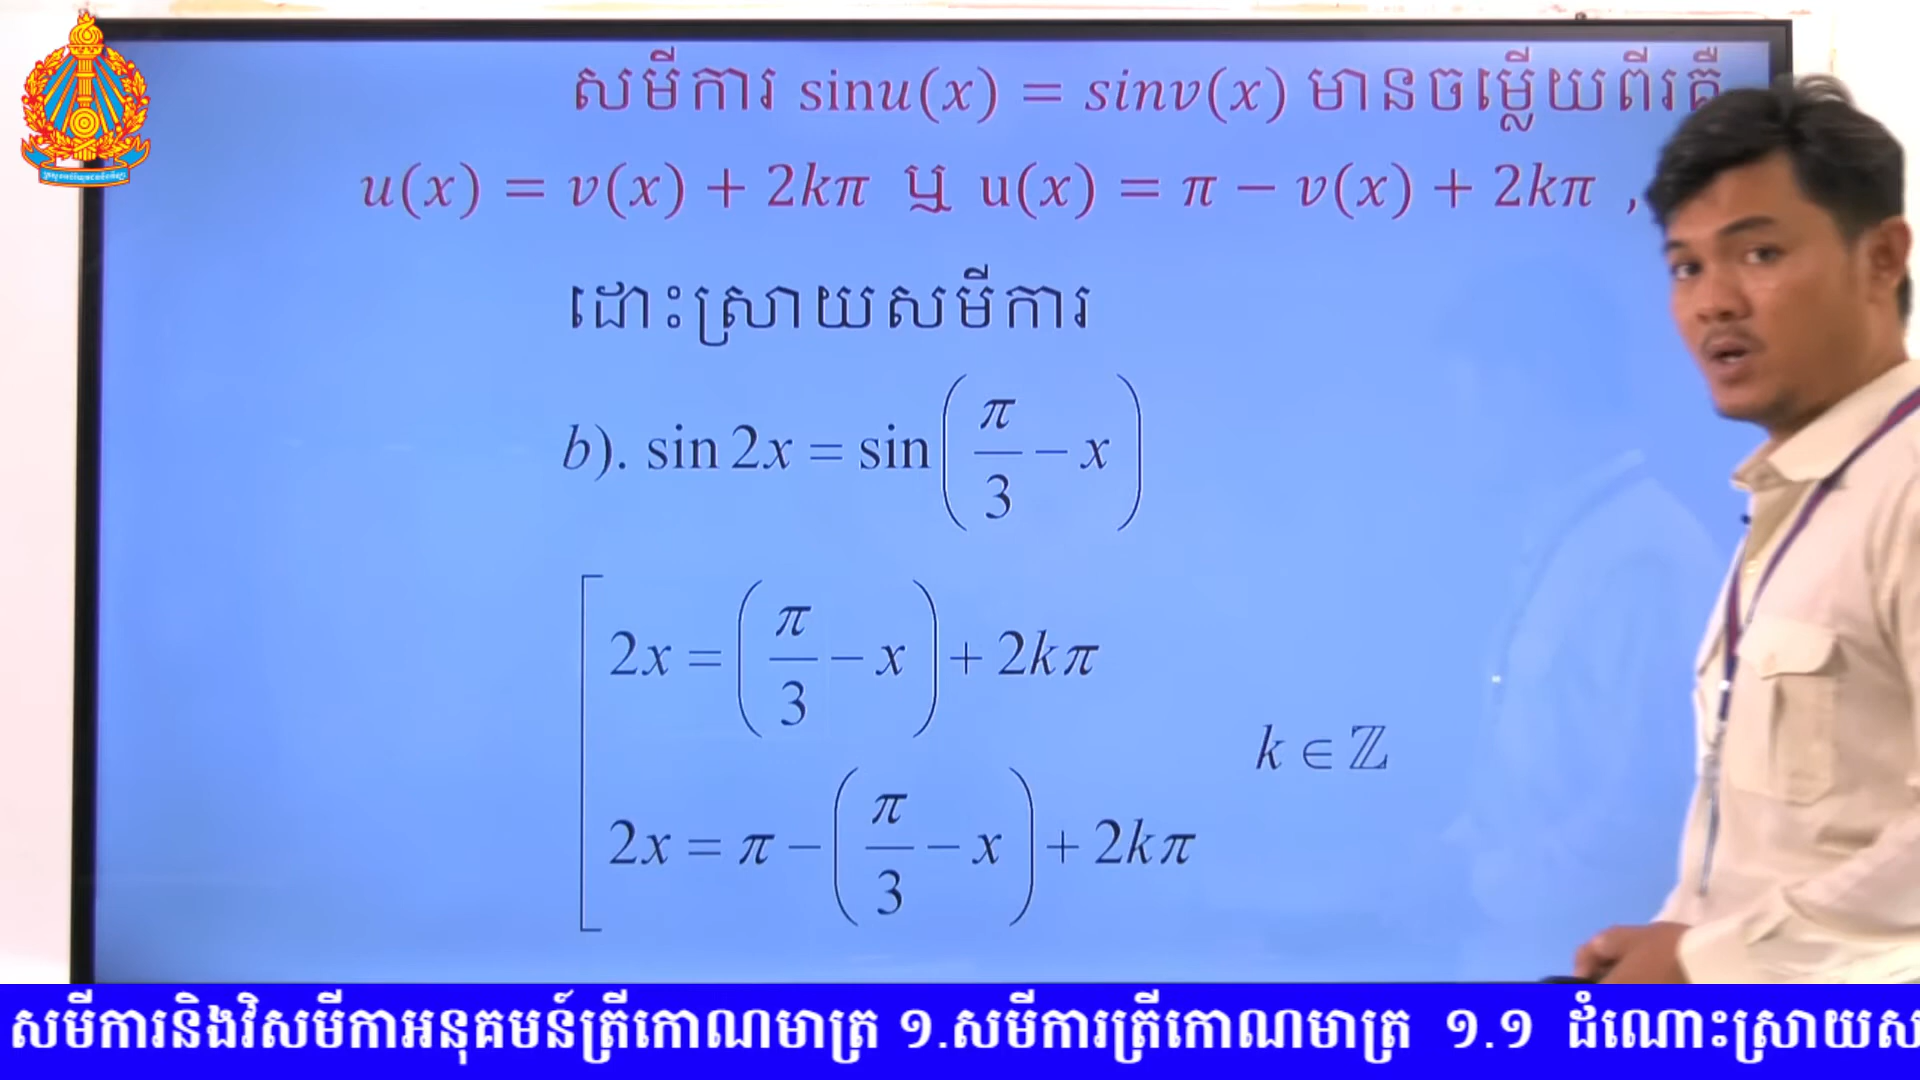 សមីការ sinu(x) = sinv(x) មានចម្លើយពីរគឺ
u(x) = v(x) + 2kπ ឬ u(x) = π − v(x) + 2kπ ,
ដោះស្រាយសមីការ
b). sin 2x = sin(π/3 − x)
2x = (π/3 − x) + 2kπ
k ∈ ℤ
2x = π − (π/3 − x) + 2kπ
សមីការនិងវិសមីកាអនុគមន៍ត្រីកោណមាត្រ ១.សមីការត្រីកោណមាត្រ ១.១ ដំណោះស្រាយស